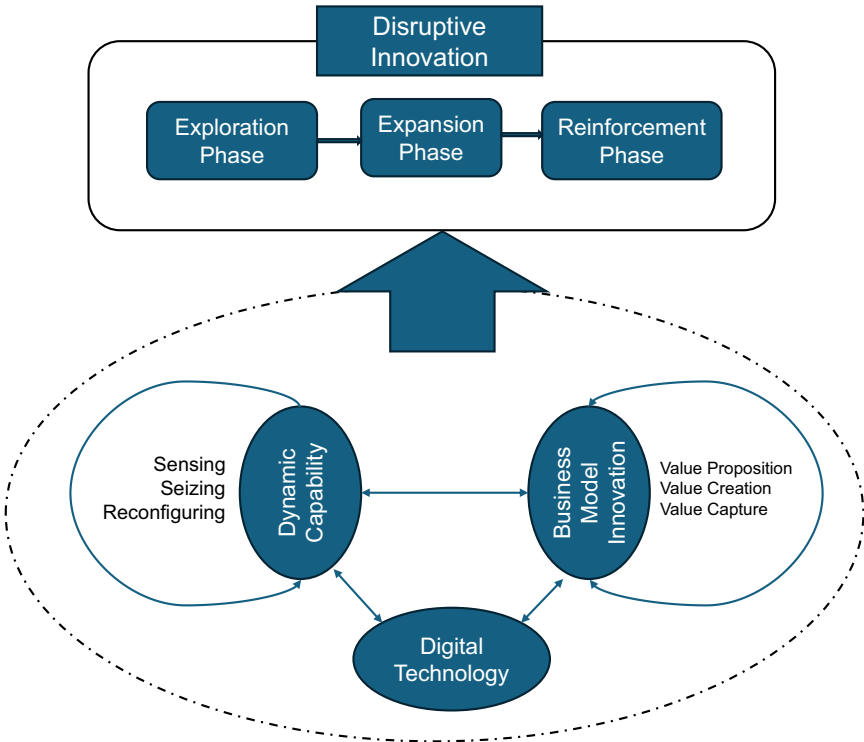 Disruptive
Innovation
Exploration
Phase
Expansion
Phase
Reinforcement
Phase
Sensing
Seizing
Reconfiguring
Dynamic
Capability
Business
Model
Innovation
Value Proposition
Value Creation
Value Capture
Digital
Technology